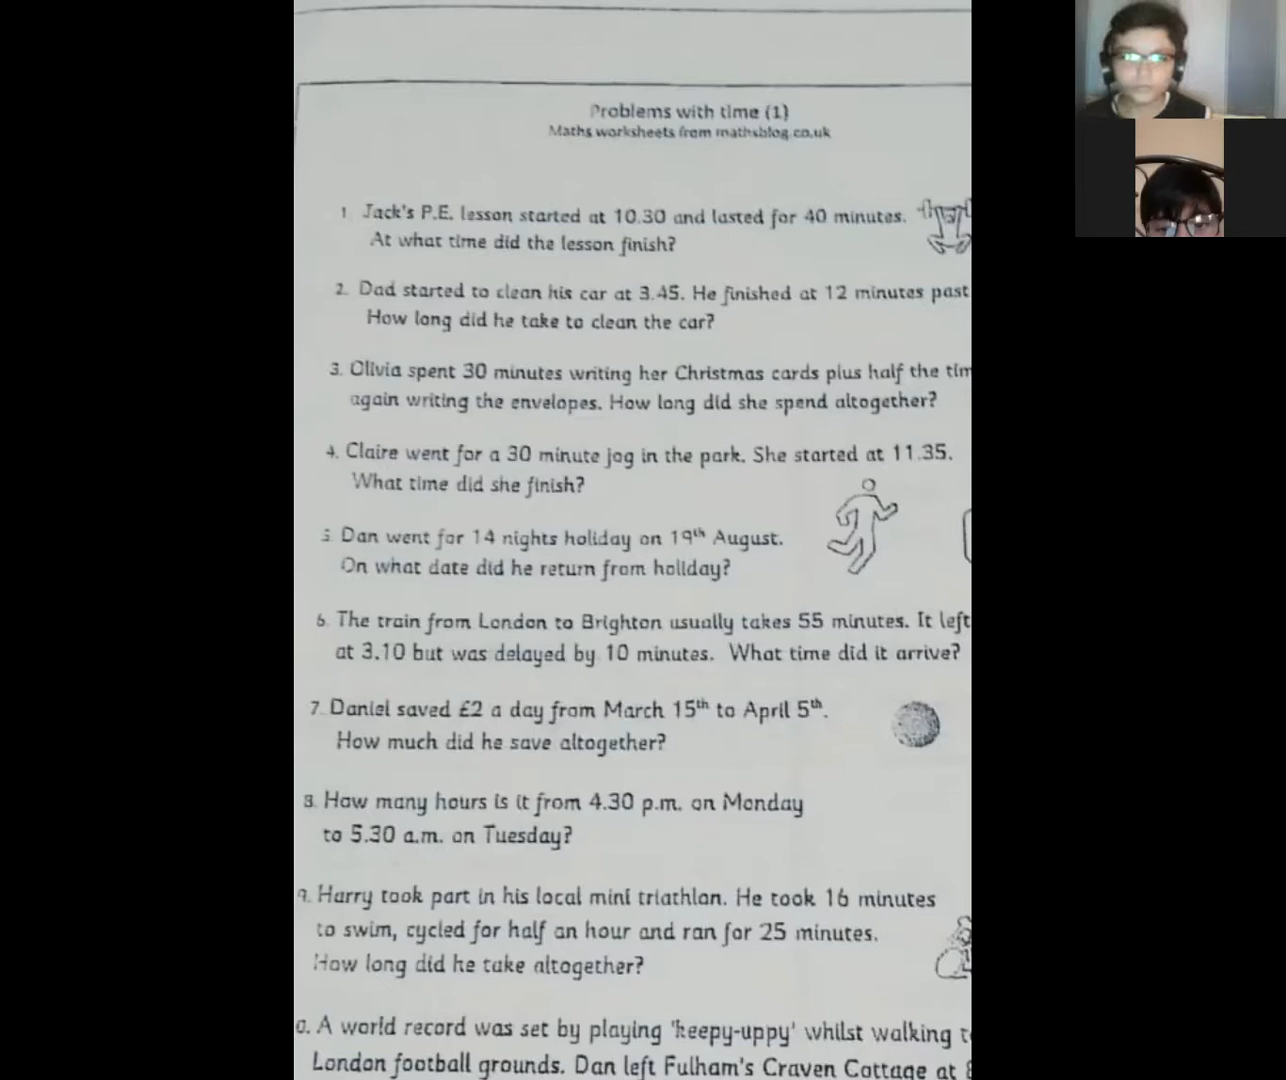 Problems with time (1)
Maths worksheets from mathsblog.co.uk
1. Jack's P.E. lesson started at 10.30 and lasted for 40 minutes.
At what time did the lesson finish?
2. Dad started to clean his car at 3.45. He finished at 12 minutes past
How long did he take to clean the car?
3. Olivia spent 30 minutes writing her Christmas cards plus half the tim
again writing the envelopes. How long did she spend altogether?
4. Claire went for a 30 minute jog in the park. She started at 11.35.
What time did she finish?
5. Dan went for 14 nights holiday on 19th August.
On what date did he return from holiday?
6. The train from London to Brighton usually takes 55 minutes. It left
at 3.10 but was delayed by 10 minutes. What time did it arrive?
7. Daniel saved £2 a day from March 15th to April 5th.
How much did he save altogether?
8. How many hours is it from 4.30 p.m. on Monday
to 5.30 a.m. on Tuesday?
9. Harry took part in his local mini triathlon. He took 16 minutes
to swim, cycled for half an hour and ran for 25 minutes.
How long did he take altogether?
0. A world record was set by playing 'keepy-uppy' whilst walking
London football grounds. Dan left Fulham's Craven Cottage at